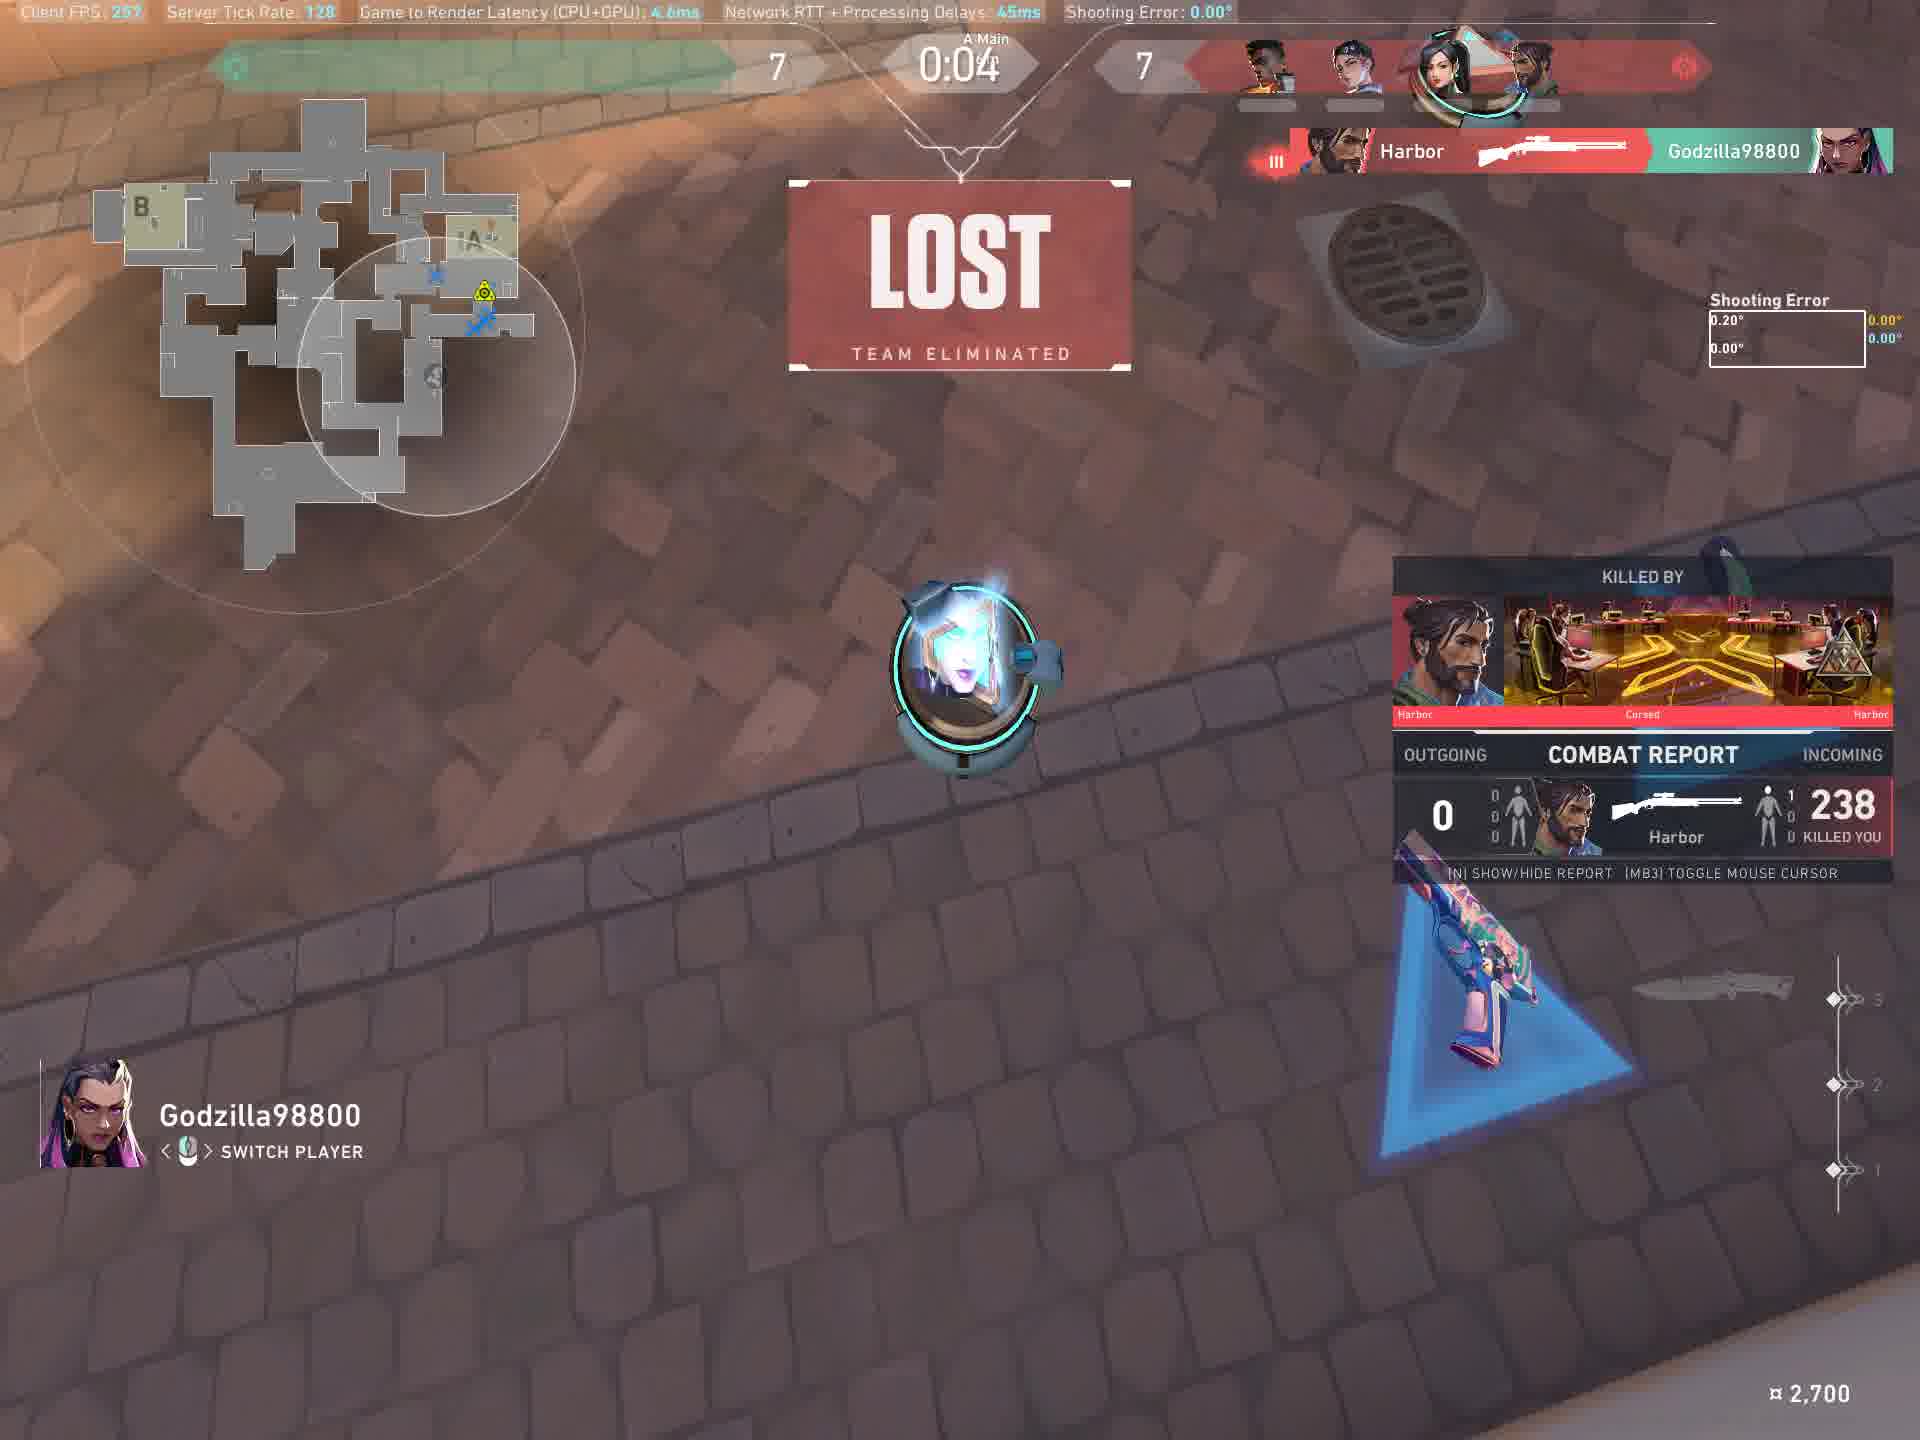 Client FPS: 257 Server Tick Rate: 128 Game to Render Latency (CPU+GPU): 4.6ms Network RTT + Processing Delays: 45ms Shooting Error: 0.00°
A Main
7 0:04 7
III Harbor Godzilla98800
B
A
LOST
TEAM ELIMINATED
Shooting Error
0.20° 0.00°
0.00°
0.00°
KILLED BY
Harbor Cursed Harbor
OUTGOING COMBAT REPORT INCOMING
0 0 0 0 Harbor 1 0 0 238 KILLED YOU
[N] SHOW/HIDE REPORT [MB3] TOGGLE MOUSE CURSOR
3
2
1
Godzilla98800
< > SWITCH PLAYER
¤ 2,700